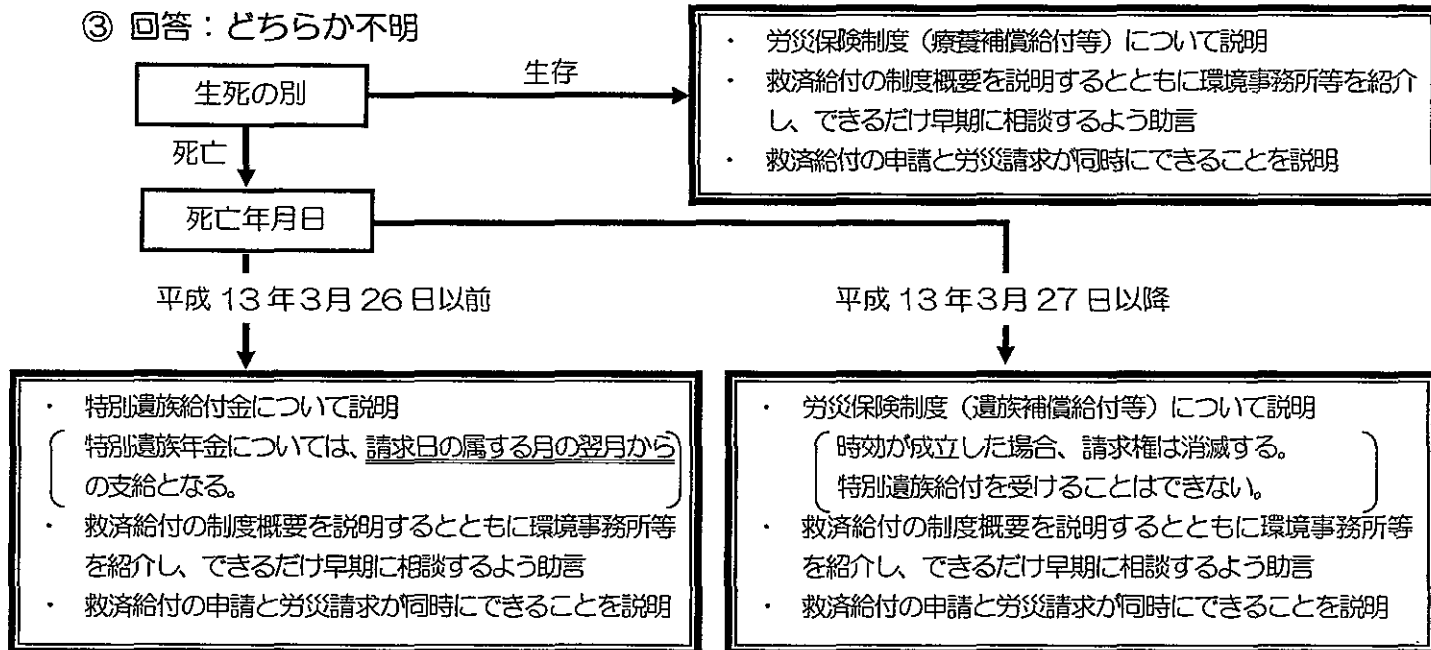 ③ 回答：どちらか不明
生死の別
生存
・ 労災保険制度（療養補償給付等）について説明
・ 救済給付の制度概要を説明するとともに環境事務所等を紹介
し、できるだけ早期に相談するよう助言
・ 救済給付の申請と労災請求が同時にできることを説明
死亡
死亡年月日
平成13年3月26日以前
平成13年3月27日以降
・ 特別遺族給付金について説明
特別遺族年金については、請求日の属する月の翌月から
の支給となる。
・ 救済給付の制度概要を説明するとともに環境事務所等
を紹介し、できるだけ早期に相談するよう助言
・ 救済給付の申請と労災請求が同時にできることを説明
・ 労災保険制度（遺族補償給付等）について説明
時効が成立した場合、請求権は消滅する。
特別遺族給付を受けることはできない。
・ 救済給付の制度概要を説明するとともに環境事務所等
を紹介し、できるだけ早期に相談するよう助言
・ 救済給付の申請と労災請求が同時にできることを説明